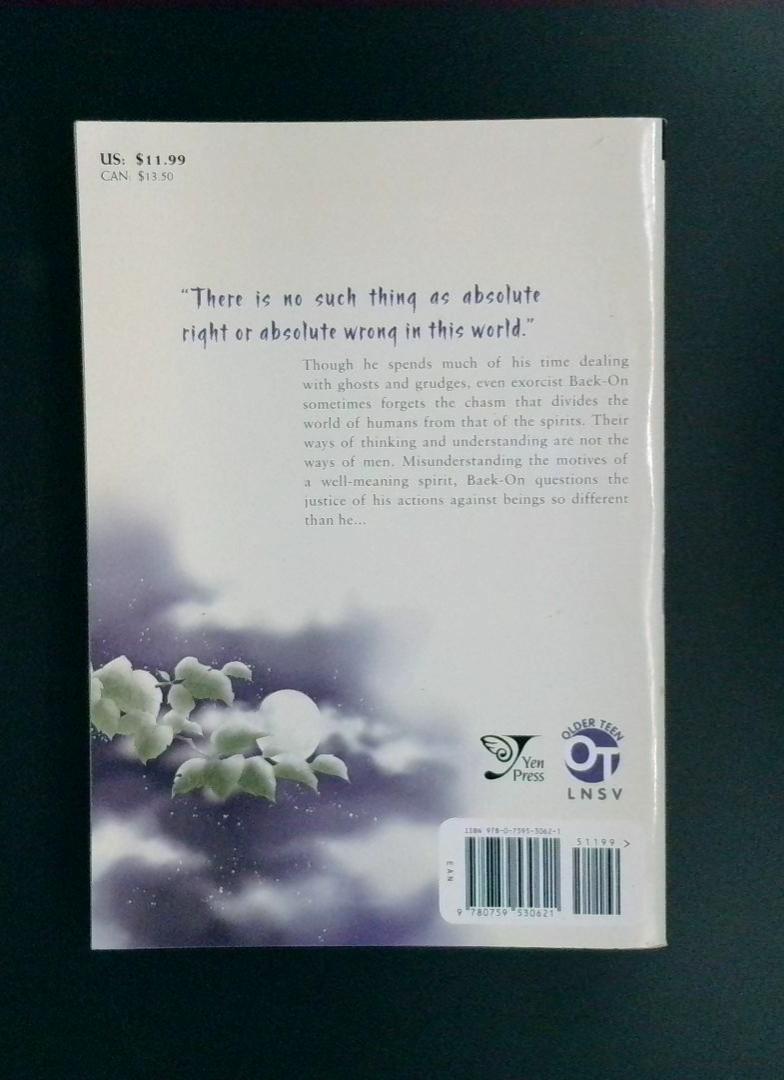 US: $11.99
CAN: $13.50
“There is no such thing as absolute
right or absolute wrong in this world.”
Though he spends much of his time dealing
with ghosts and grudges, even exorcist Baek-On
sometimes forgets the chasm that divides the
world of humans from that of the spirits. Their
ways of thinking and understanding are not the
ways of men. Misunderstanding the motives of
a well-meaning spirit, Baek-On questions the
justice of his actions against beings so different
than he...
Yen
Press
OLDER TEEN
OT
LNSV
ISBN 978-0-7595-3062-1
51199 >
EAN
9 780759 530621